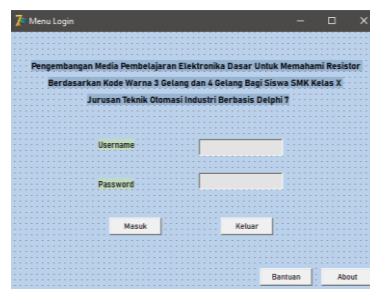 Menu Login
Pengembangan Media Pembelajaran Elektronika Dasar Untuk Memahami Resistor
Berdasarkan Kode Warna 3 Gelang dan 4 Gelang Bagi Siswa SMK Kelas X
Jurusan Teknik Otomasi Industri Berbasis Delphi 7
Username
Password
Masuk Keluar
Bantuan About